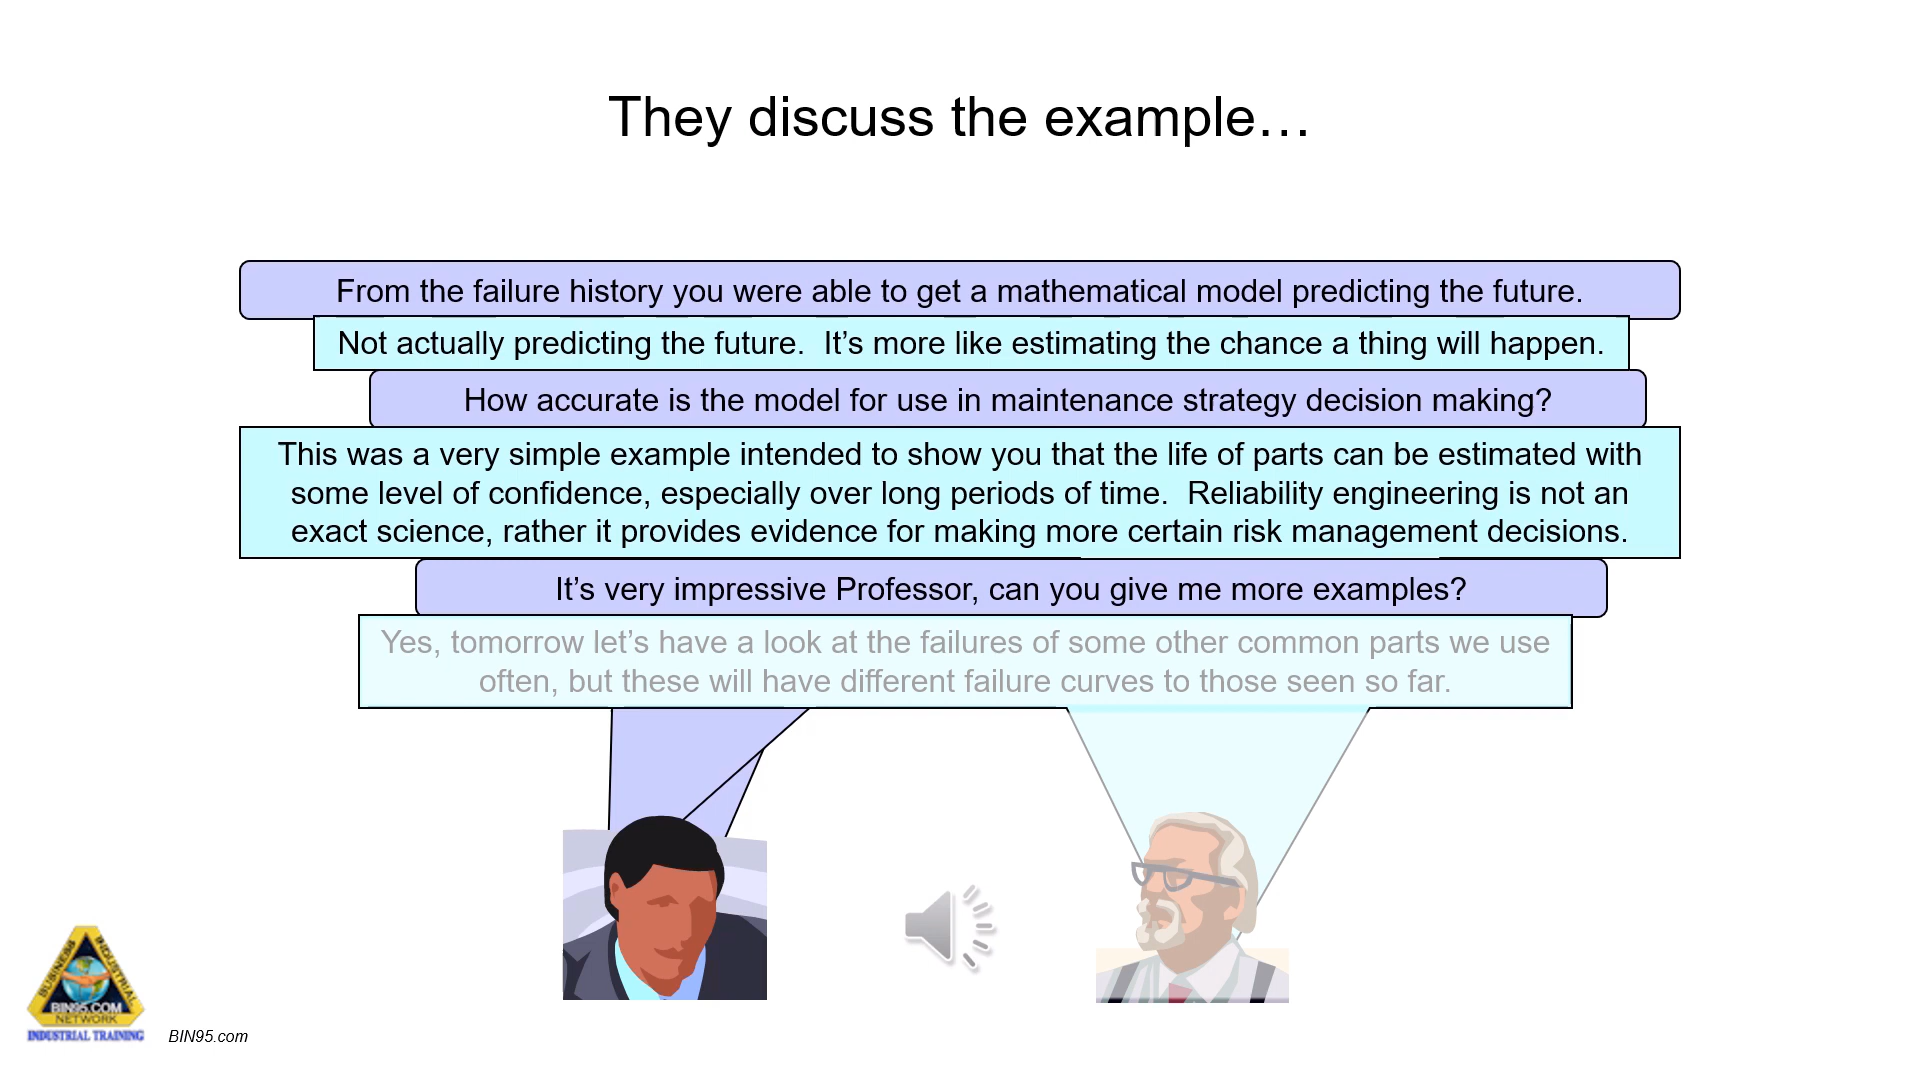 They discuss the example…
From the failure history you were able to get a mathematical model predicting the future.
Not actually predicting the future.  It’s more like estimating the chance a thing will happen.
How accurate is the model for use in maintenance strategy decision making?
This was a very simple example intended to show you that the life of parts can be estimated with
some level of confidence, especially over long periods of time.  Reliability engineering is not an
exact science, rather it provides evidence for making more certain risk management decisions.
It’s very impressive Professor, can you give me more examples?
Yes, tomorrow let’s have a look at the failures of some other common parts we use
often, but these will have different failure curves to those seen so far.
BUSINESS
INDUSTRIAL
BIN95.COM
NETWORK
INDUSTRIAL TRAINING
BIN95.com